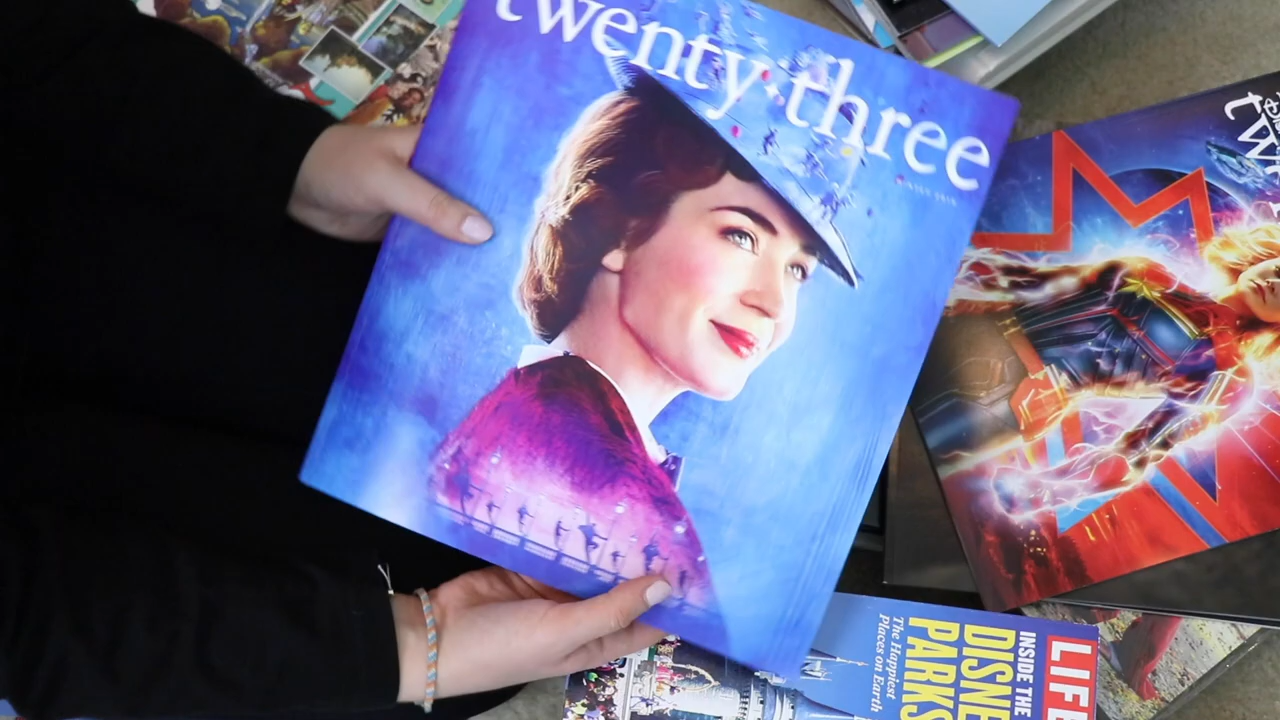 twenty three
LIFE
INSIDE THE
DISNE
PARKS
The Happiest
Places on Earth